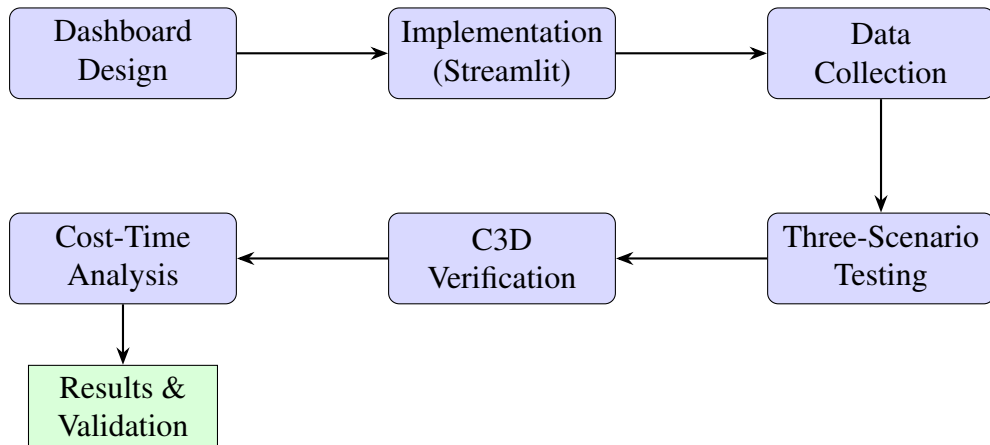 Dashboard
Design
Implementation
(Streamlit)
Data
Collection
Three-Scenario
Testing
C3D
Verification
Cost-Time
Analysis
Results &
Validation